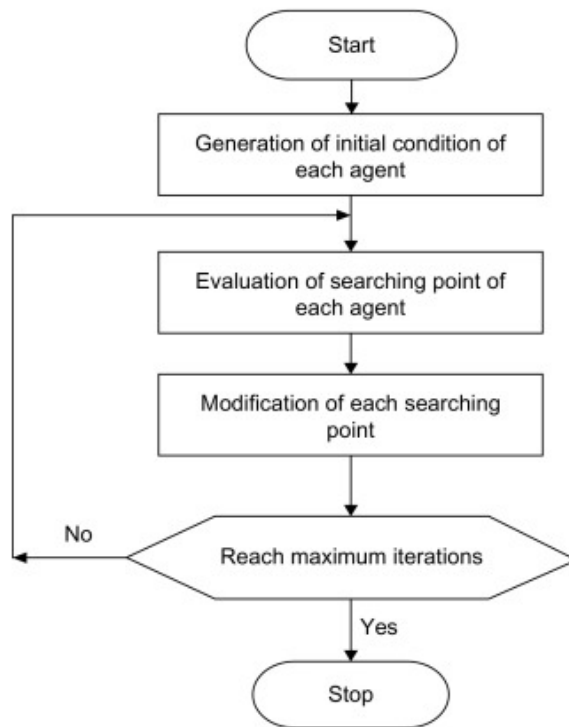 Start
Generation of initial condition of
each agent
Evaluation of searching point of
each agent
Modification of each searching
point
No
Reach maximum iterations
Yes
Stop